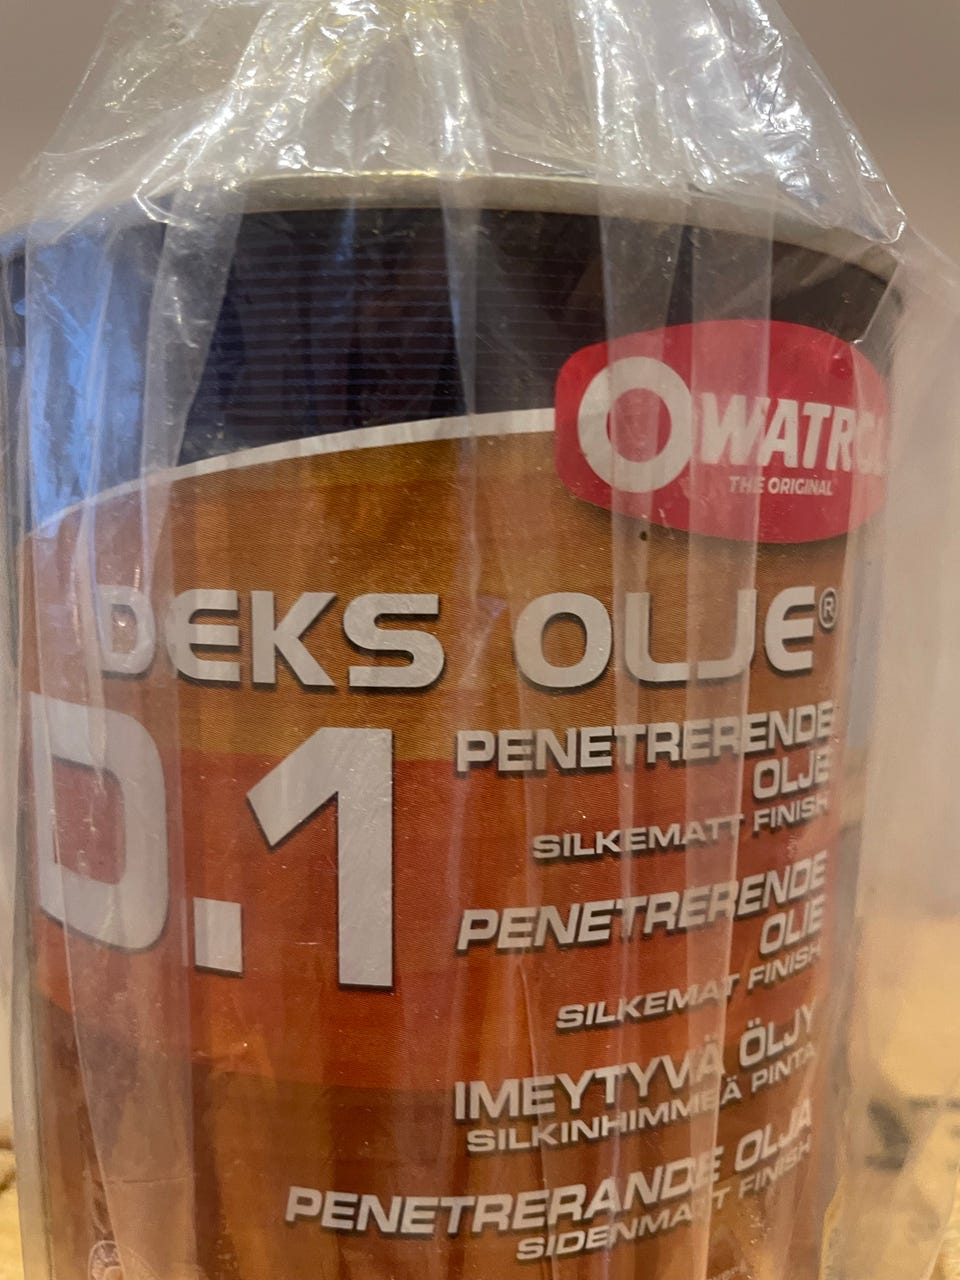 OWATROL
THE ORIGINAL
DEKS OLJE®
D.1
PENETRERENDE
OLJE
SILKEMATT FINISH
PENETRERENDE
OLIE
SILKEMAT FINISH
IMEYTYVÄ ÖLJY
SILKINHIMMEÄ PINTA
PENETRERANDE OLJA
SIDENMATT FINISH